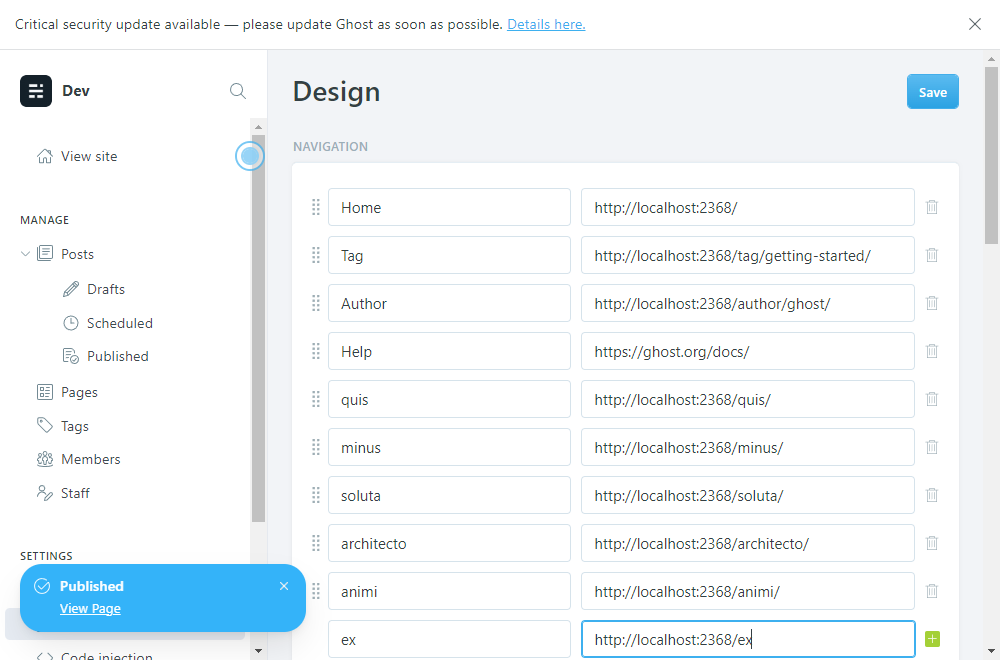 Critical security update available — please update Ghost as soon as possible. Details here.
Dev
View site
MANAGE
Posts
Drafts
Scheduled
Published
Pages
Tags
Members
Staff
SETTINGS
Published
View Page
Code injection
Design
Save
NAVIGATION
Home http://localhost:2368/
Tag http://localhost:2368/tag/getting-started/
Author http://localhost:2368/author/ghost/
Help https://ghost.org/docs/
quis http://localhost:2368/quis/
minus http://localhost:2368/minus/
soluta http://localhost:2368/soluta/
architecto http://localhost:2368/architecto/
animi http://localhost:2368/animi/
ex http://localhost:2368/ex